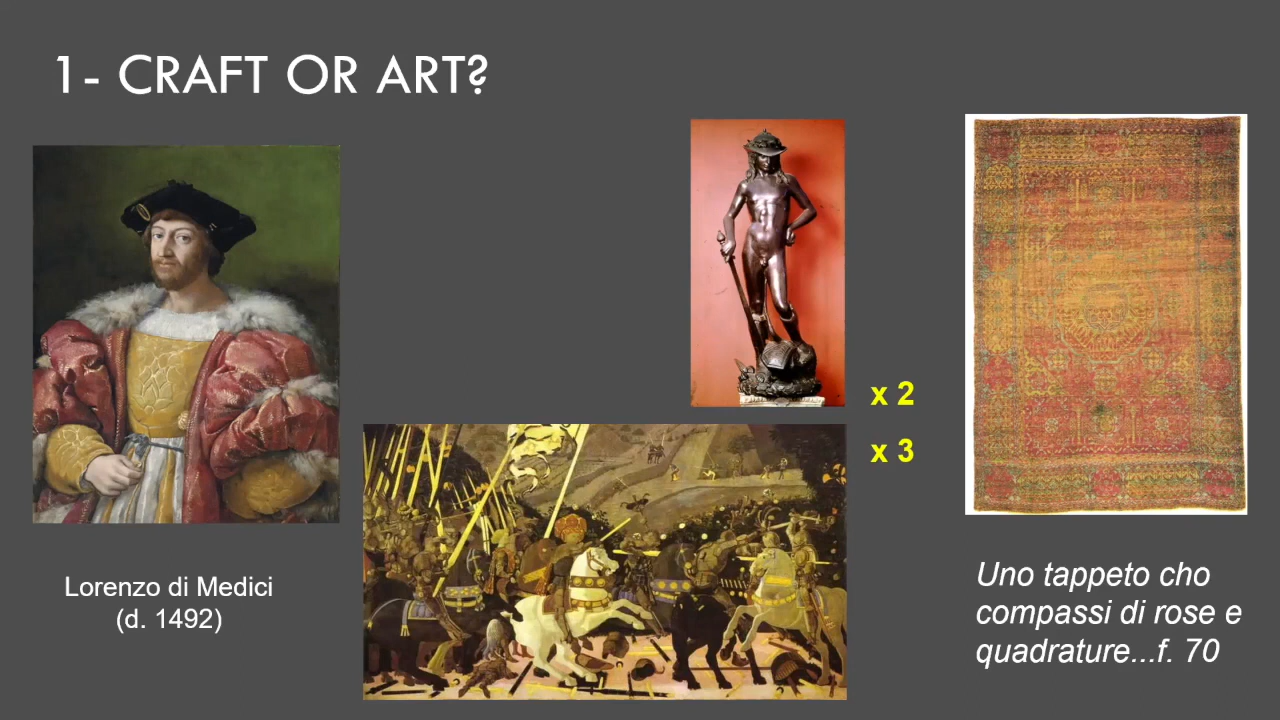 1- CRAFT OR ART?
x 2
x 3
Lorenzo di Medici
(d. 1492)
Uno tappeto cho
compassi di rose e
quadrature...f. 70